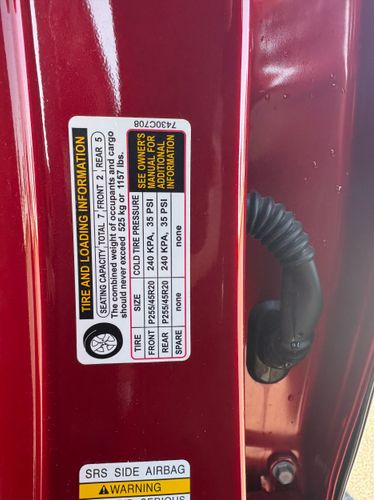 7430C708
TIRE AND LOADING INFORMATION
SEATING CAPACITY TOTAL 7 FRONT 2 REAR 5
The combined weight of occupants and cargo
should never exceed 525 kg or 1157 lbs.
TIRE SIZE COLD TIRE PRESSURE
FRONT P255/45R20 240 KPA, 35 PSI
REAR P255/45R20 240 KPA, 35 PSI
SPARE none none
SEE OWNER'S
MANUAL FOR
ADDITIONAL
INFORMATION
SRS SIDE AIRBAG
WARNING